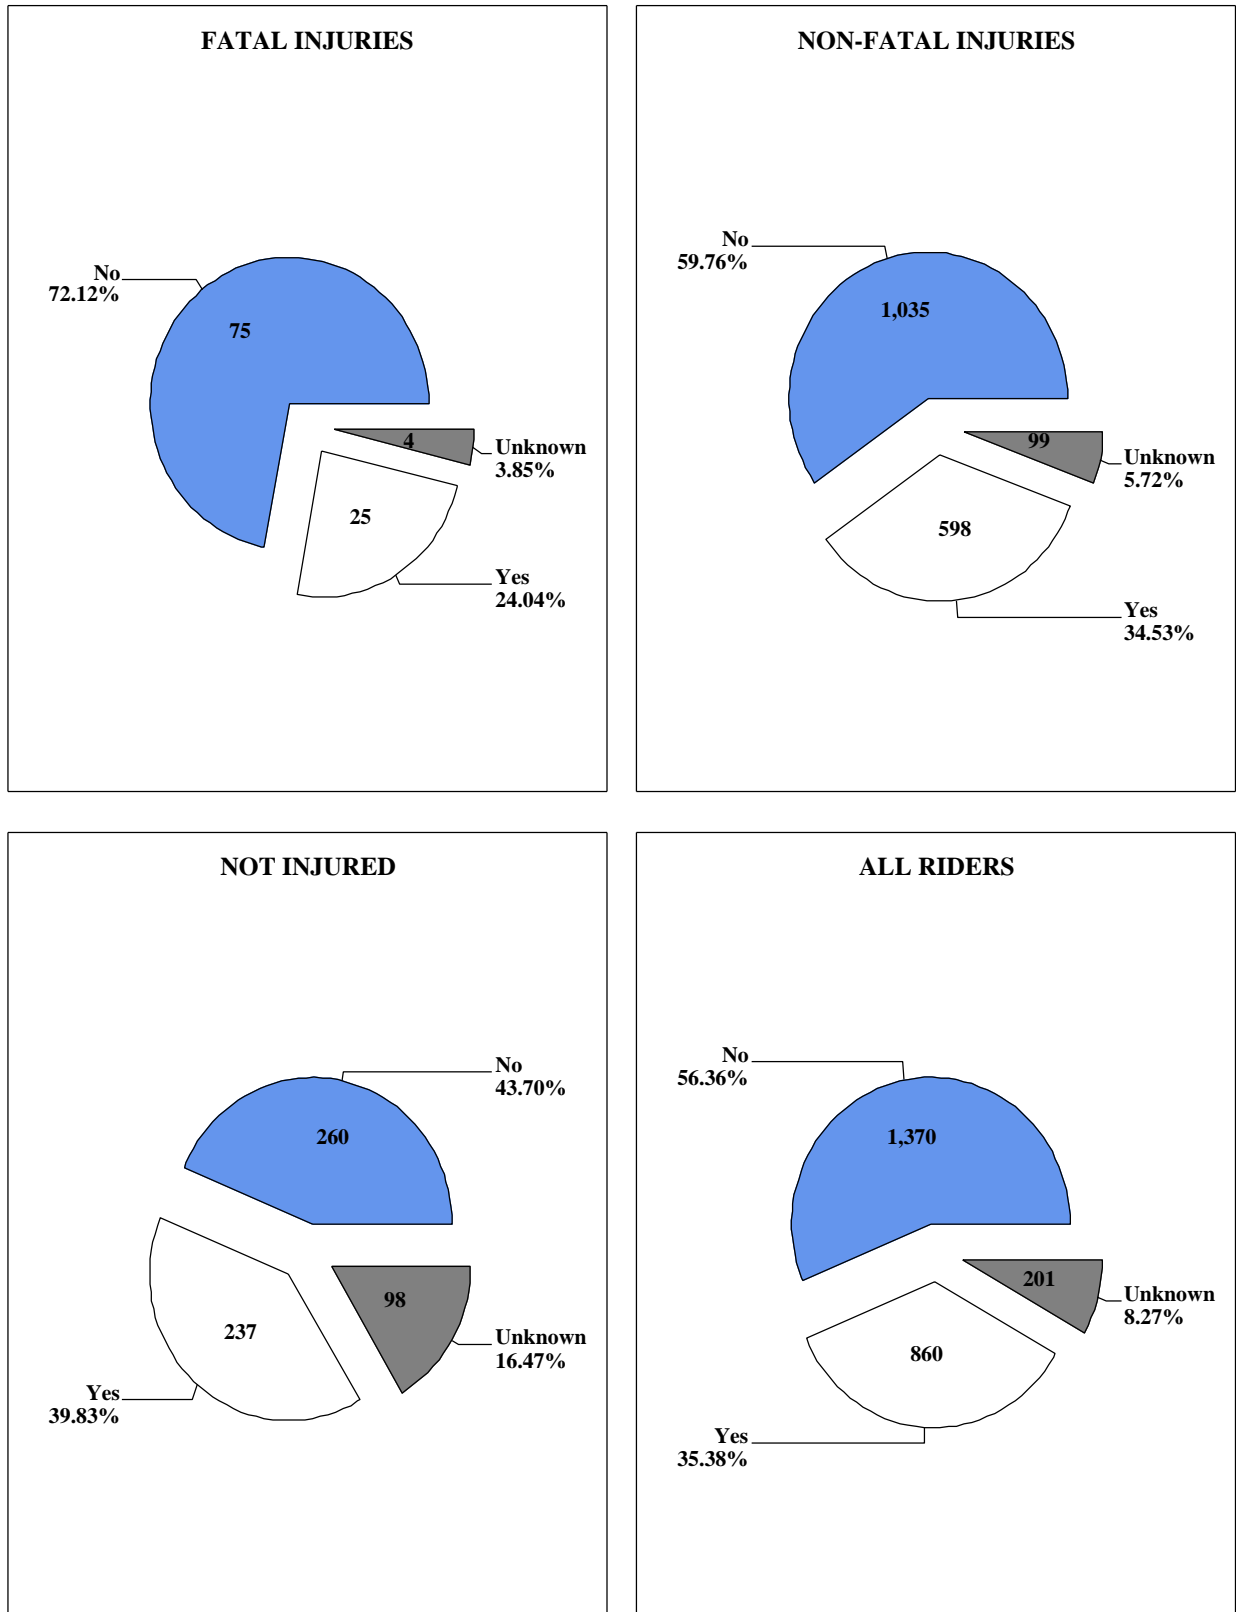 FATAL INJURIES
No
72.12%
75
4
Unknown
3.85%
25
Yes
24.04%
NON-FATAL INJURIES
No
59.76%
1,035
99
Unknown
5.72%
598
Yes
34.53%
NOT INJURED
No
43.70%
260
98
237
Unknown
16.47%
Yes
39.83%
ALL RIDERS
No
56.36%
1,370
201
Unknown
8.27%
860
Yes
35.38%